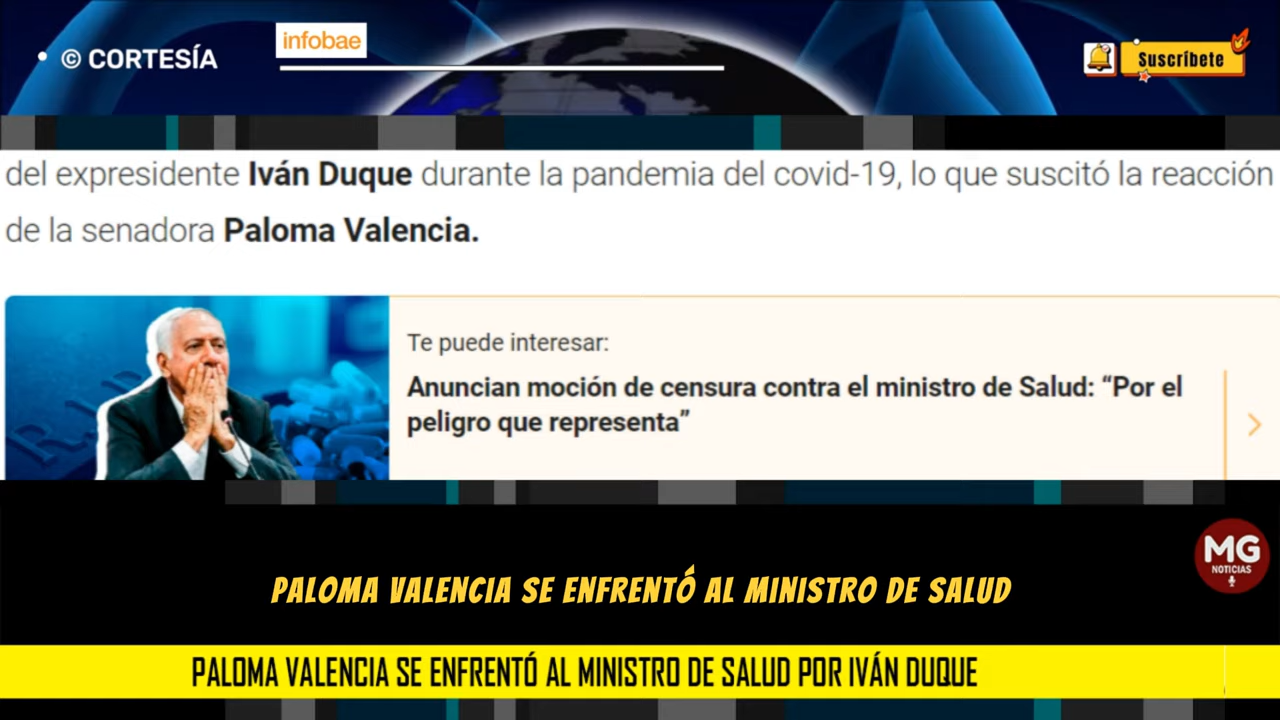 © CORTESÍA
infobae
Suscríbete
del expresidente Iván Duque durante la pandemia del covid-19, lo que suscitó la reacción
de la senadora Paloma Valencia.
Te puede interesar:
Anuncian moción de censura contra el ministro de Salud: “Por el
peligro que representa”
MG
NOTICIAS
PALOMA VALENCIA SE ENFRENTÓ AL MINISTRO DE SALUD
PALOMA VALENCIA SE ENFRENTÓ AL MINISTRO DE SALUD POR IVÁN DUQUE